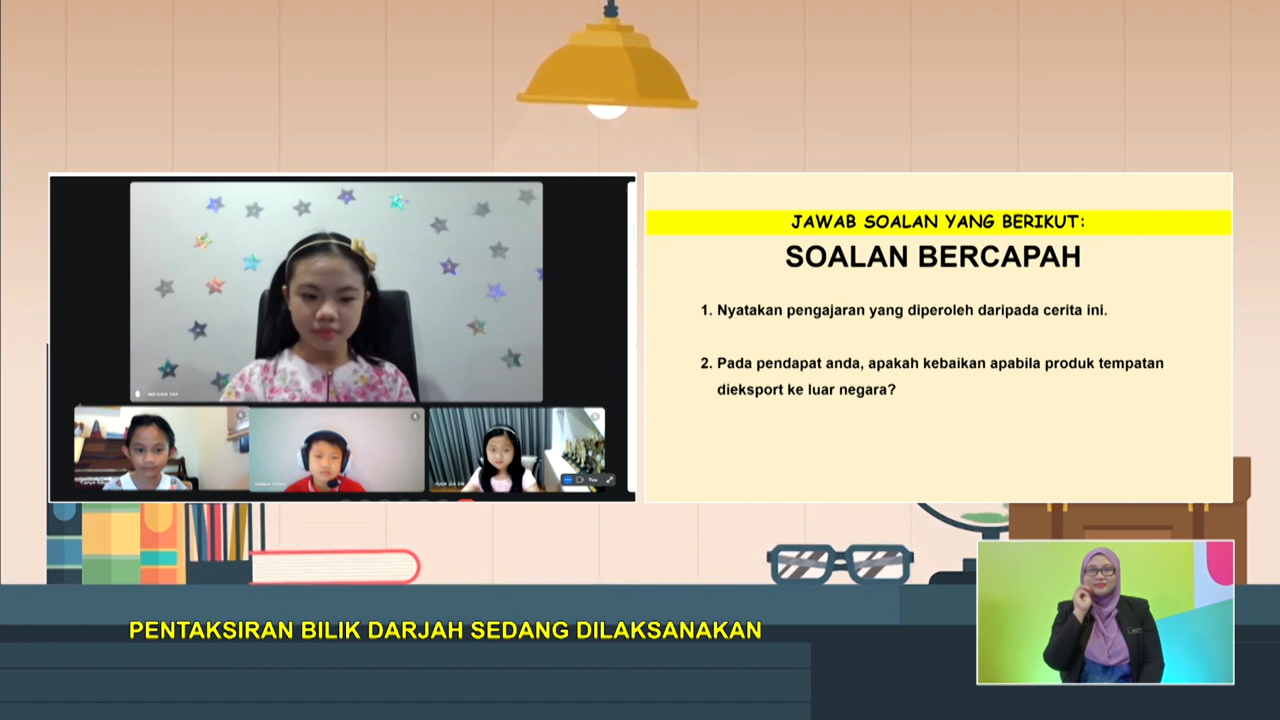 JAWAB SOALAN YANG BERIKUT:
SOALAN BERCAPAH
1. Nyatakan pengajaran yang diperoleh daripada cerita ini.
2. Pada pendapat anda, apakah kebaikan apabila produk tempatan
dieksport ke luar negara?
PENTAKSIRAN BILIK DARJAH SEDANG DILAKSANAKAN